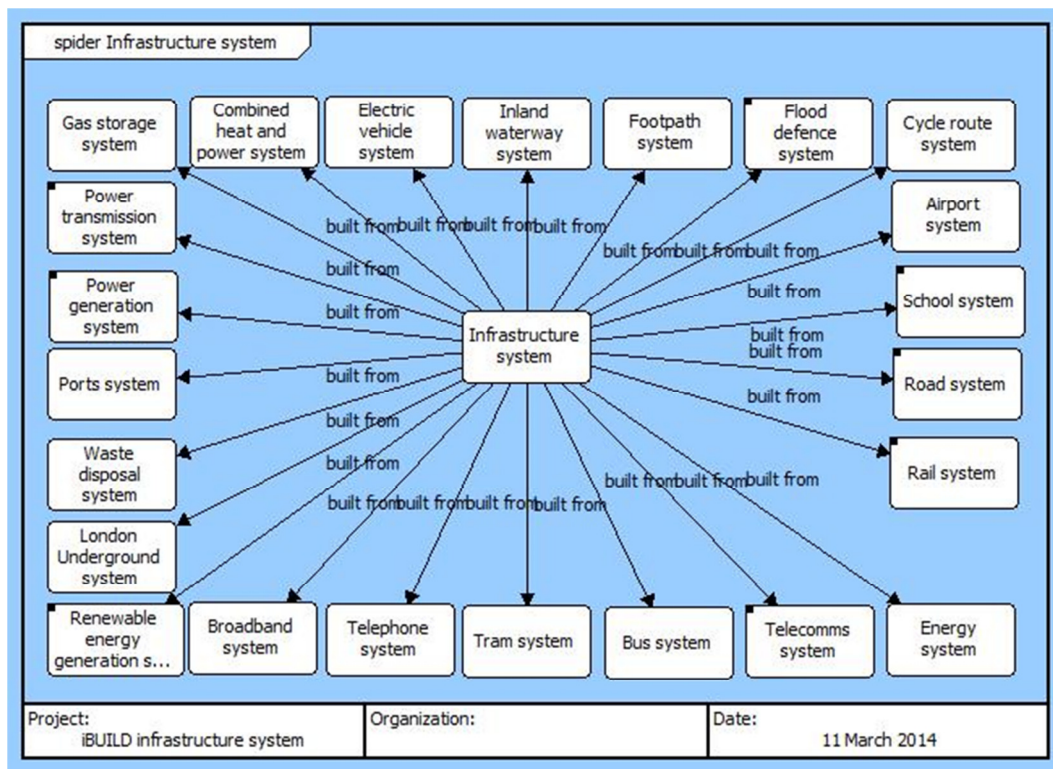 spider Infrastructure system
Gas storage
system
Combined
heat and
power system
Electric
vehicle
system
Inland
waterway
system
Footpath
system
Flood
defence
system
Cycle route
system
Power
transmission
system
Airport
system
built from built from built from built from
built from built from built from
built from
Power
generation
system
built from
School system
built from
Infrastructure
system
built from
built from
Ports system
built from
Road system
built from
built from
Waste
disposal
system
Rail system
built from
built from built from built from
built from built from built from built from
London
Underground
system
Renewable
energy
generation s...
Broadband
system
Telephone
system
Tram system
Bus system
Telecomms
system
Energy
system
Project:
iBUILD infrastructure system
Organization:
Date:
11 March 2014